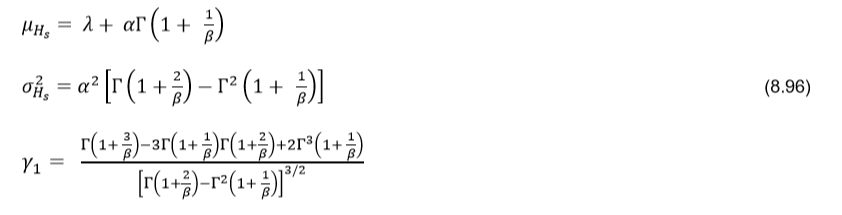 μ_{H_s} = λ + αΓ(1 + 1/β)
σ²_{H_s} = α² [Γ(1 + 2/β) − Γ²(1 + 1/β)] (8.96)
γ₁ = Γ(1+ 3/β)−3Γ(1+ 1/β)Γ(1+ 2/β)+2Γ³(1+ 1/β) / [Γ(1+ 2/β)−Γ²(1+ 1/β)]^{3/2}